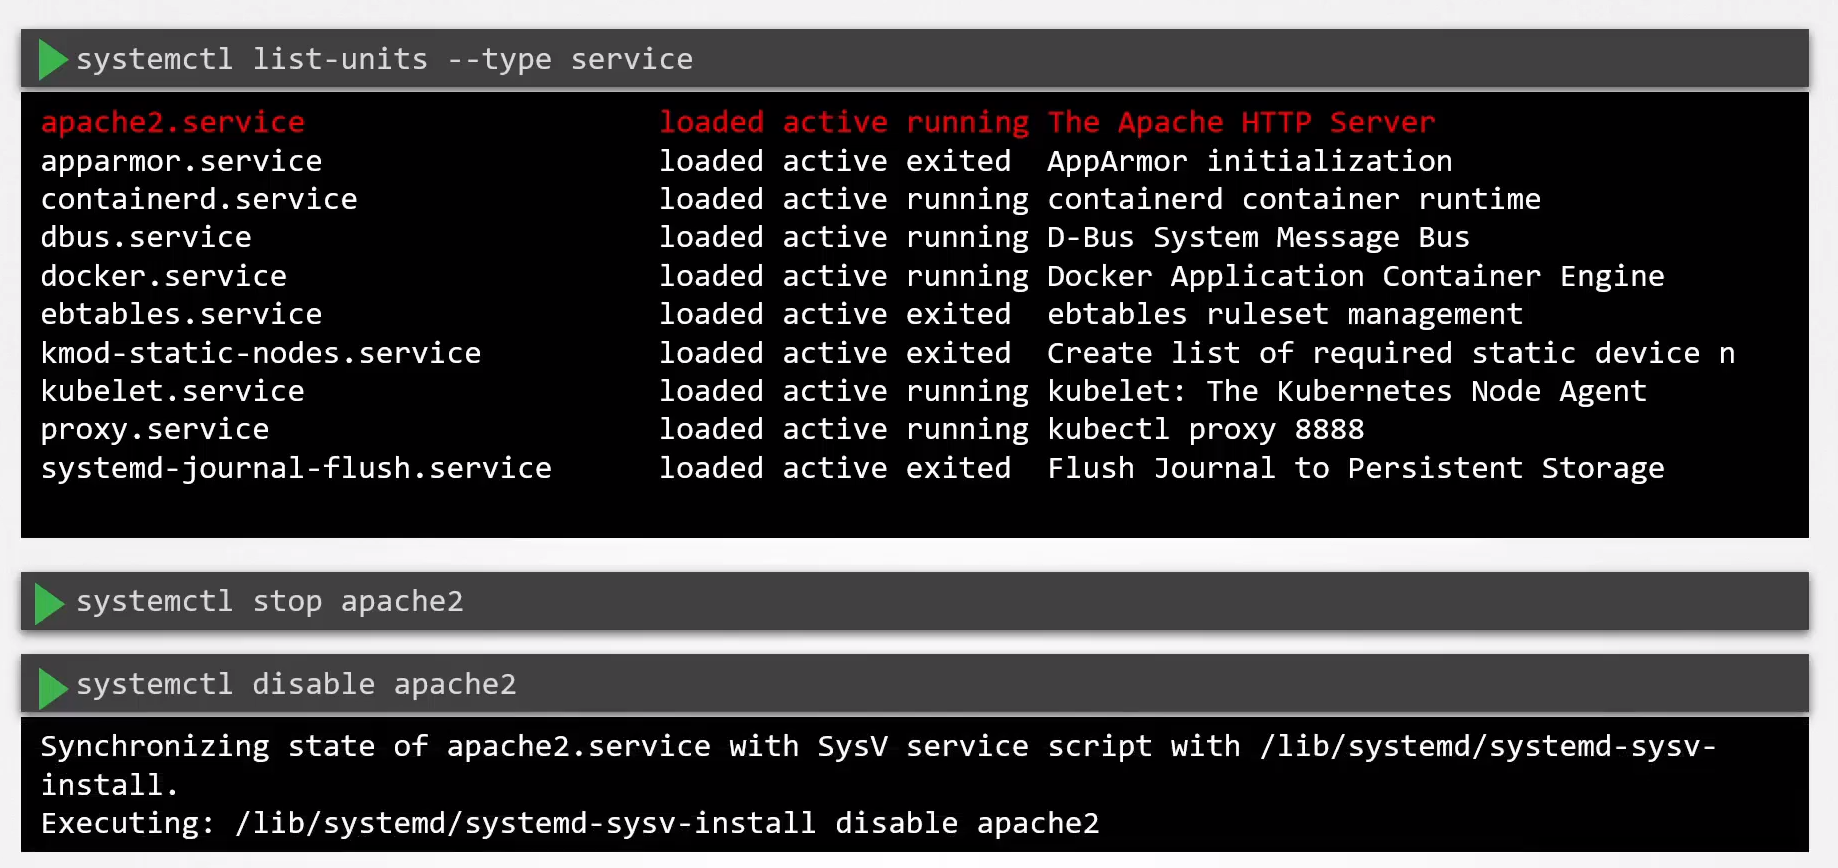 systemctl list-units --type service
apache2.service loaded active running The Apache HTTP Server
apparmor.service loaded active exited AppArmor initialization
containerd.service loaded active running containerd container runtime
dbus.service loaded active running D-Bus System Message Bus
docker.service loaded active running Docker Application Container Engine
ebtables.service loaded active exited ebtables ruleset management
kmod-static-nodes.service loaded active exited Create list of required static device n
kubelet.service loaded active running kubelet: The Kubernetes Node Agent
proxy.service loaded active running kubectl proxy 8888
systemd-journal-flush.service loaded active exited Flush Journal to Persistent Storage
systemctl stop apache2
systemctl disable apache2
Synchronizing state of apache2.service with SysV service script with /lib/systemd/systemd-sysv-
install.
Executing: /lib/systemd/systemd-sysv-install disable apache2